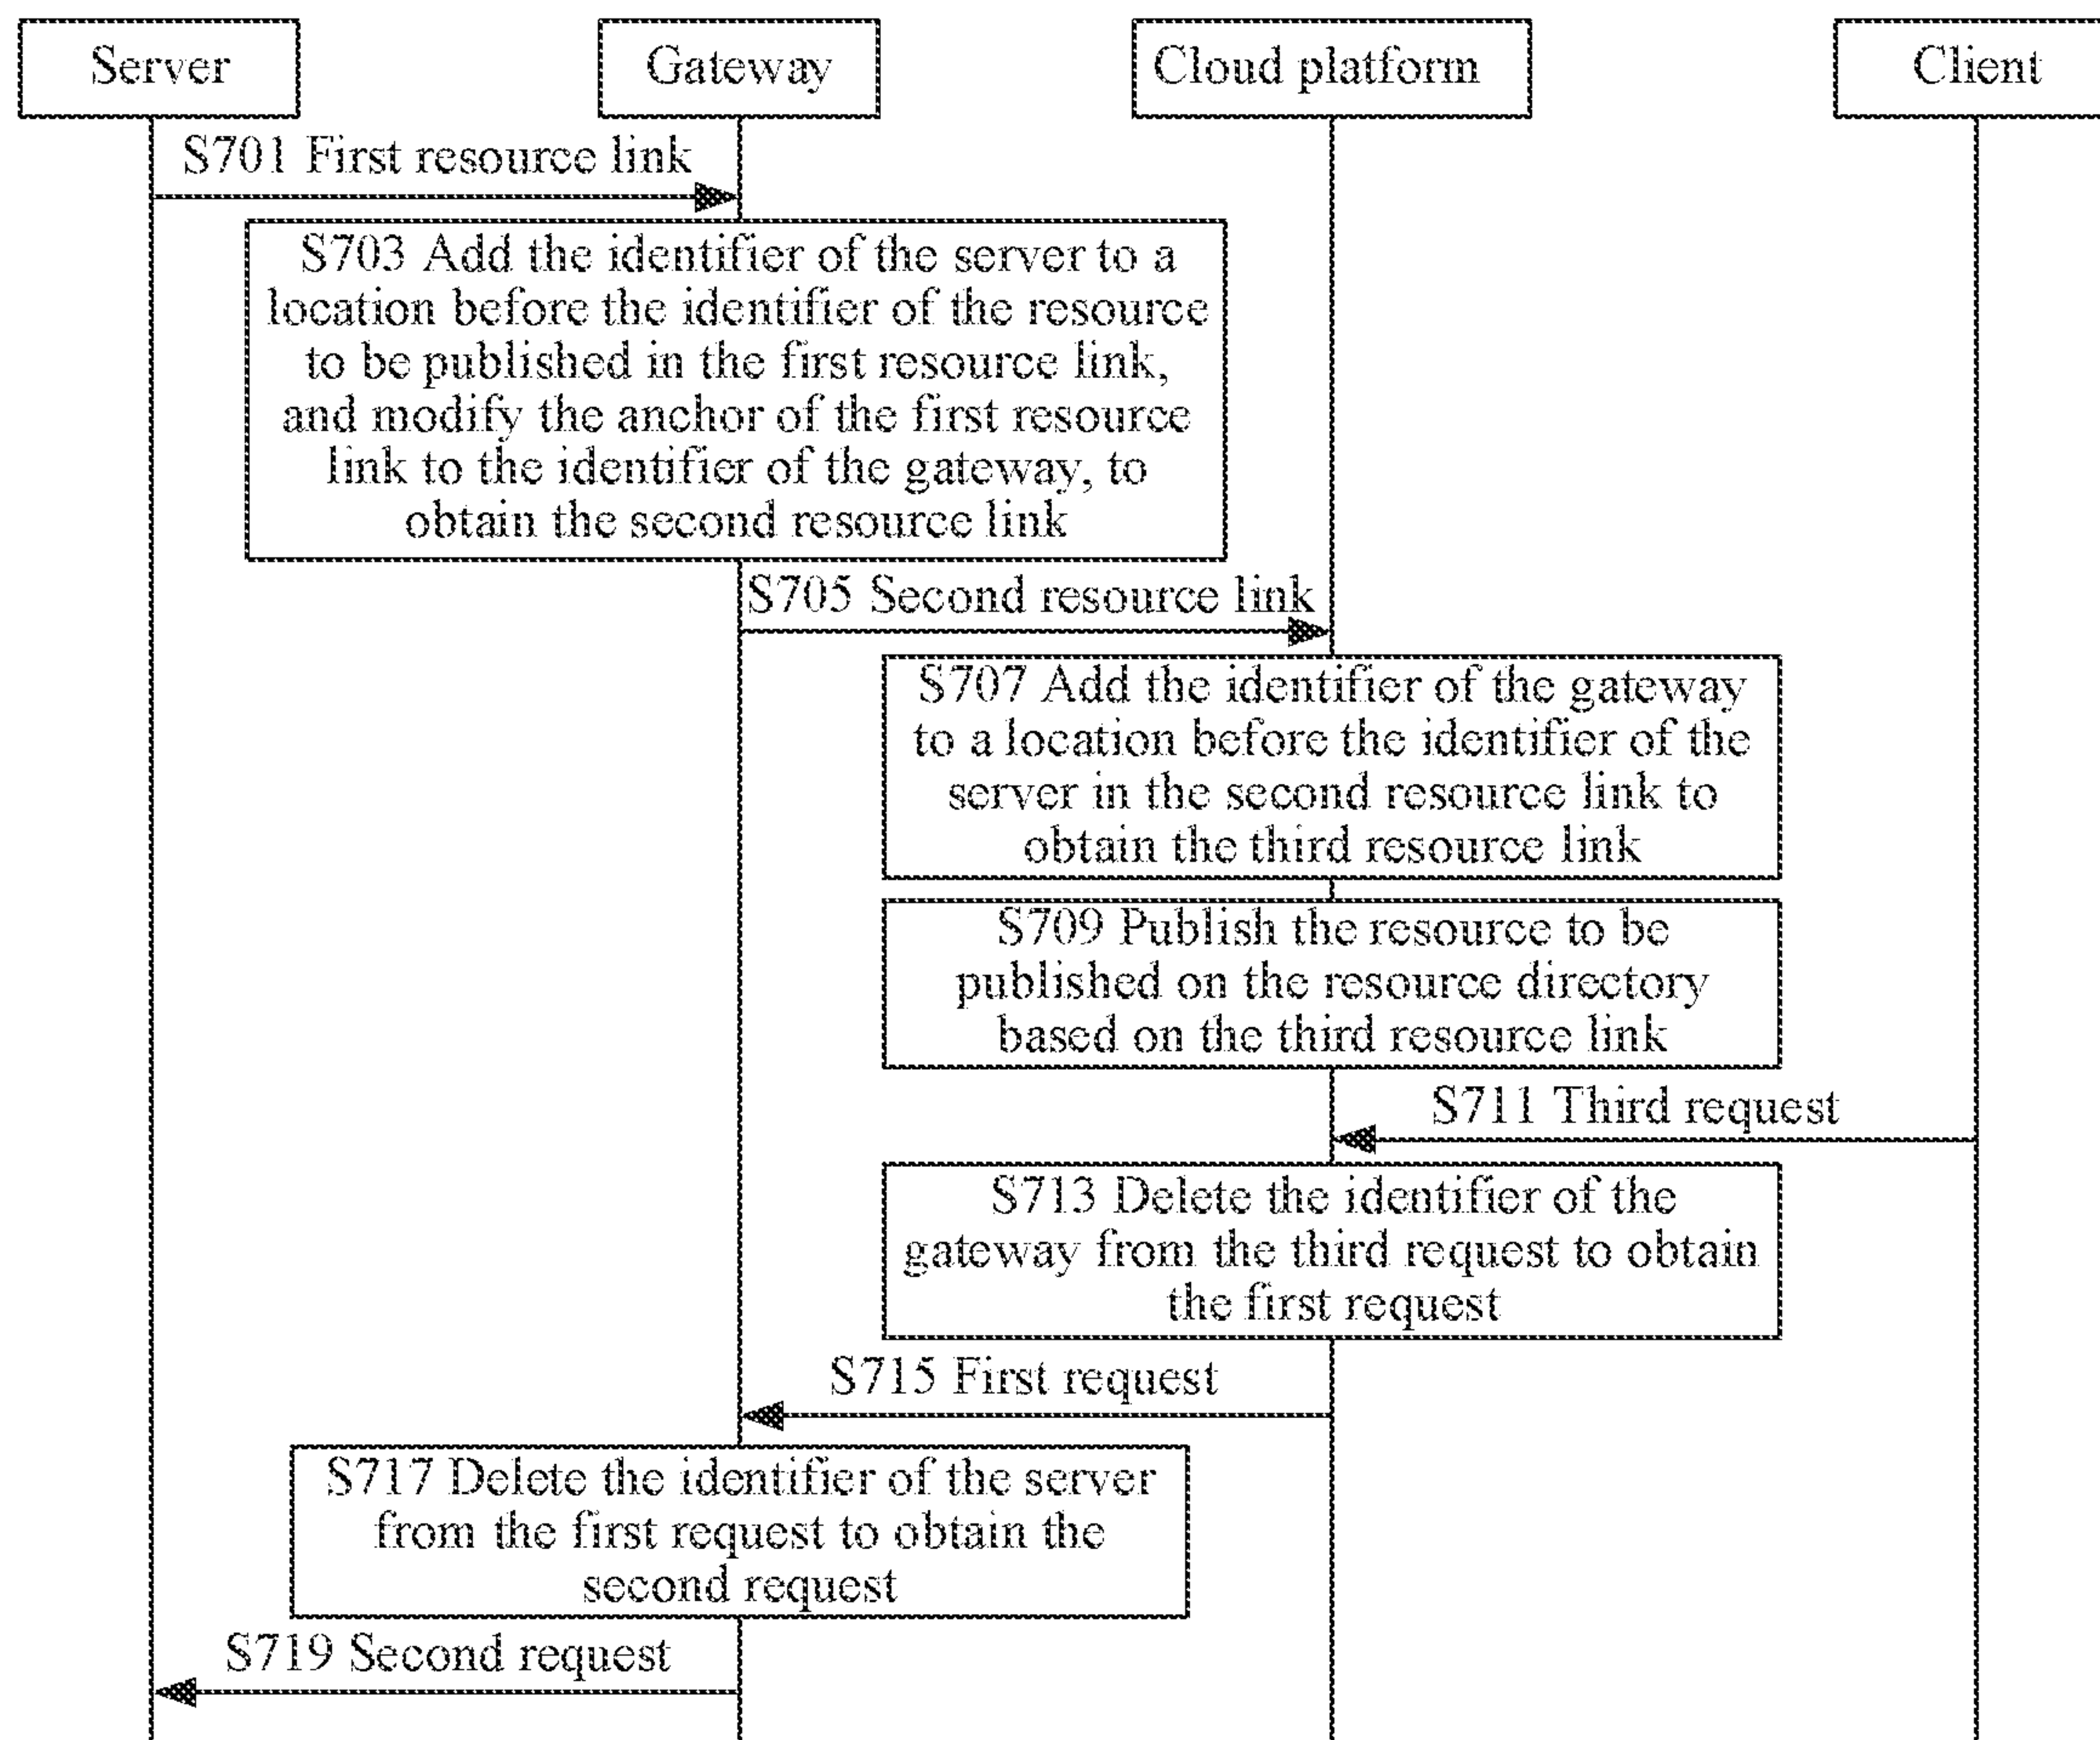 Server
Gateway
Cloud platform
Client
S701 First resource link
S703 Add the identifier of the server to a
location before the identifier of the resource
to be published in the first resource link,
and modify the anchor of the first resource
link to the identifier of the gateway, to
obtain the second resource link
S705 Second resource link
S707 Add the identifier of the gateway
to a location before the identifier of the
server in the second resource link to
obtain the third resource link
S709 Publish the resource to be
published on the resource directory
based on the third resource link
S711 Third request
S713 Delete the identifier of the
gateway from the third request to obtain
the first request
S715 First request
S717 Delete the identifier of the server
from the first request to obtain the
second request
S719 Second request